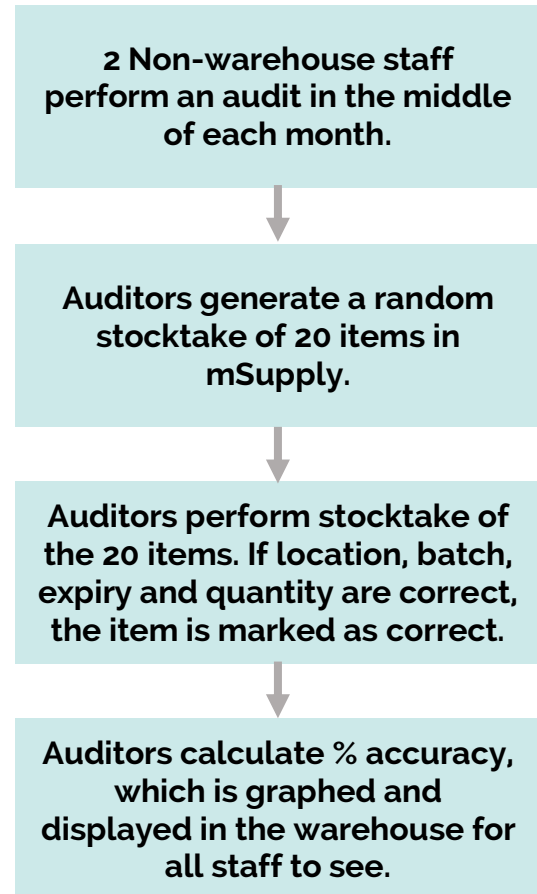 2 Non-warehouse staff
perform an audit in the middle
of each month.
Auditors generate a random
stocktake of 20 items in
mSupply.
Auditors perform stocktake of
the 20 items. If location, batch,
expiry and quantity are correct,
the item is marked as correct.
Auditors calculate % accuracy,
which is graphed and
displayed in the warehouse for
all staff to see.